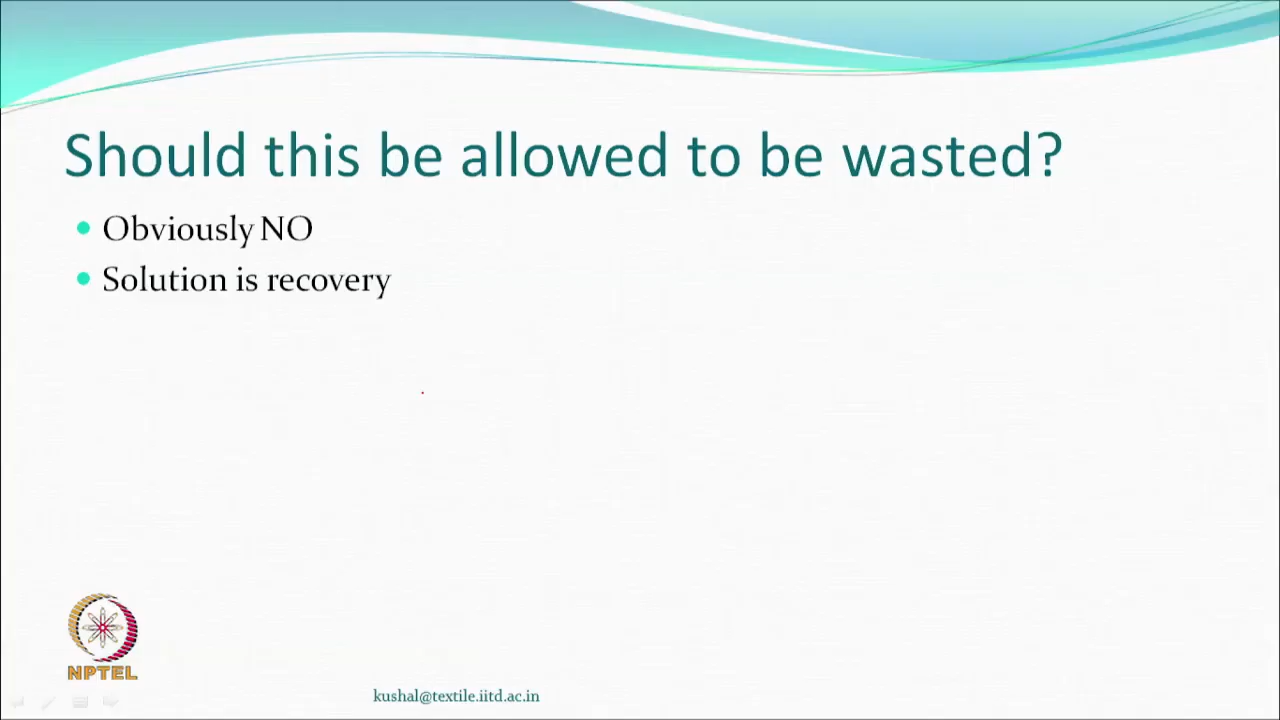 Should this be allowed to be wasted?
Obviously NO
Solution is recovery
NPTEL
kushal@textile.iitd.ac.in